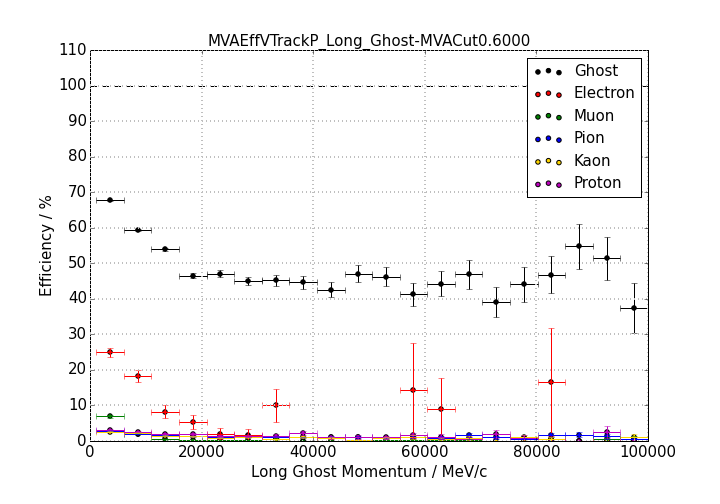 MVAEffVTrackP_Long_Ghost-MVACut0.6000
110
100
90
80
70
60
50
40
30
20
10
0
Efficiency / %
Ghost
Electron
Muon
Pion
Kaon
Proton
0 20000 40000 60000 80000 100000
Long Ghost Momentum / MeV/c